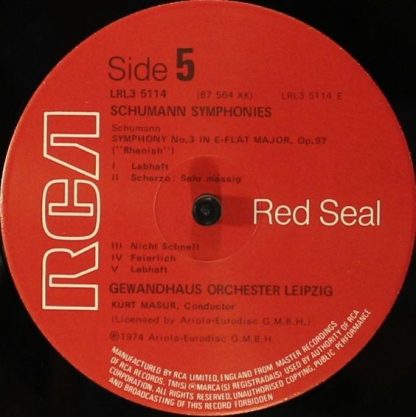 Side 5
LRL3 5114 (87 564 XK) LRL3 5114 E
SCHUMANN SYMPHONIES
Schumann
SYMPHONY No.3 IN E-FLAT MAJOR, Op.97
("Rhenish")
I Lebhaft
II Scherzo: Sehr mässig
RCA
Red Seal
III Nicht Schnell
IV Feierlich
V Lebhaft
GEWANDHAUS ORCHESTER LEIPZIG
KURT MASUR, Conductor
(Licensed by Ariola-Eurodisc G.M.B.H.)
℗1974 Ariola-Eurodisc G.M.B.H.
MANUFACTURED BY RCA LIMITED, ENGLAND, FROM MASTER RECORDINGS
OF RCA RECORDS. TM(S) ® MARCA(S) REGISTRADA(S) USED BY AUTHORITY OF RCA
CORPORATION. ALL RIGHTS RESERVED. UNAUTHORISED COPYING, PUBLIC PERFORMANCE
AND BROADCASTING OF THIS RECORD FORBIDDEN